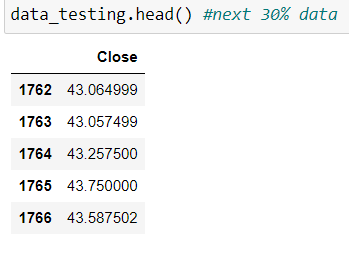 data_testing.head() #next 30% data
Close
1762 43.064999
1763 43.057499
1764 43.257500
1765 43.750000
1766 43.587502